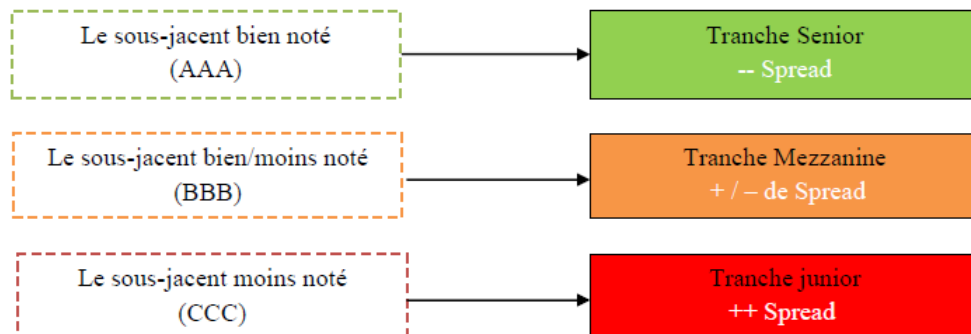 Le sous-jacent bien noté
(AAA)
Tranche Senior
-- Spread
Le sous-jacent bien/moins noté
(BBB)
Tranche Mezzanine
+ / – de Spread
Le sous-jacent moins noté
(CCC)
Tranche junior
++ Spread